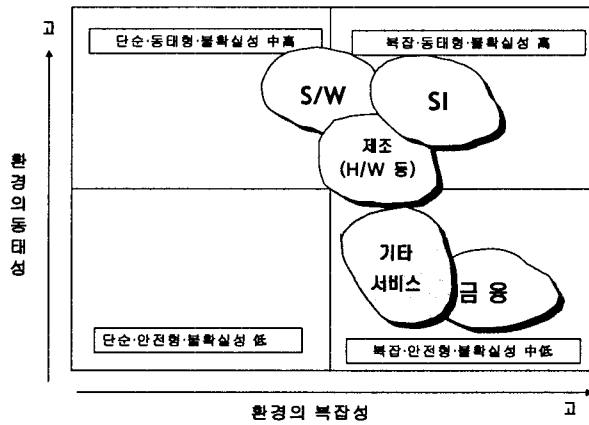 고
단순·동태형·불확실성 中高
복잡·동태형·불확실성 高
S/W
SI
제조
(H/W 등)
환경의동태성
기타
서비스
금융
단순·안전형·불확실성 低
복잡·안전형·불확실성 中低
환경의 복잡성
고